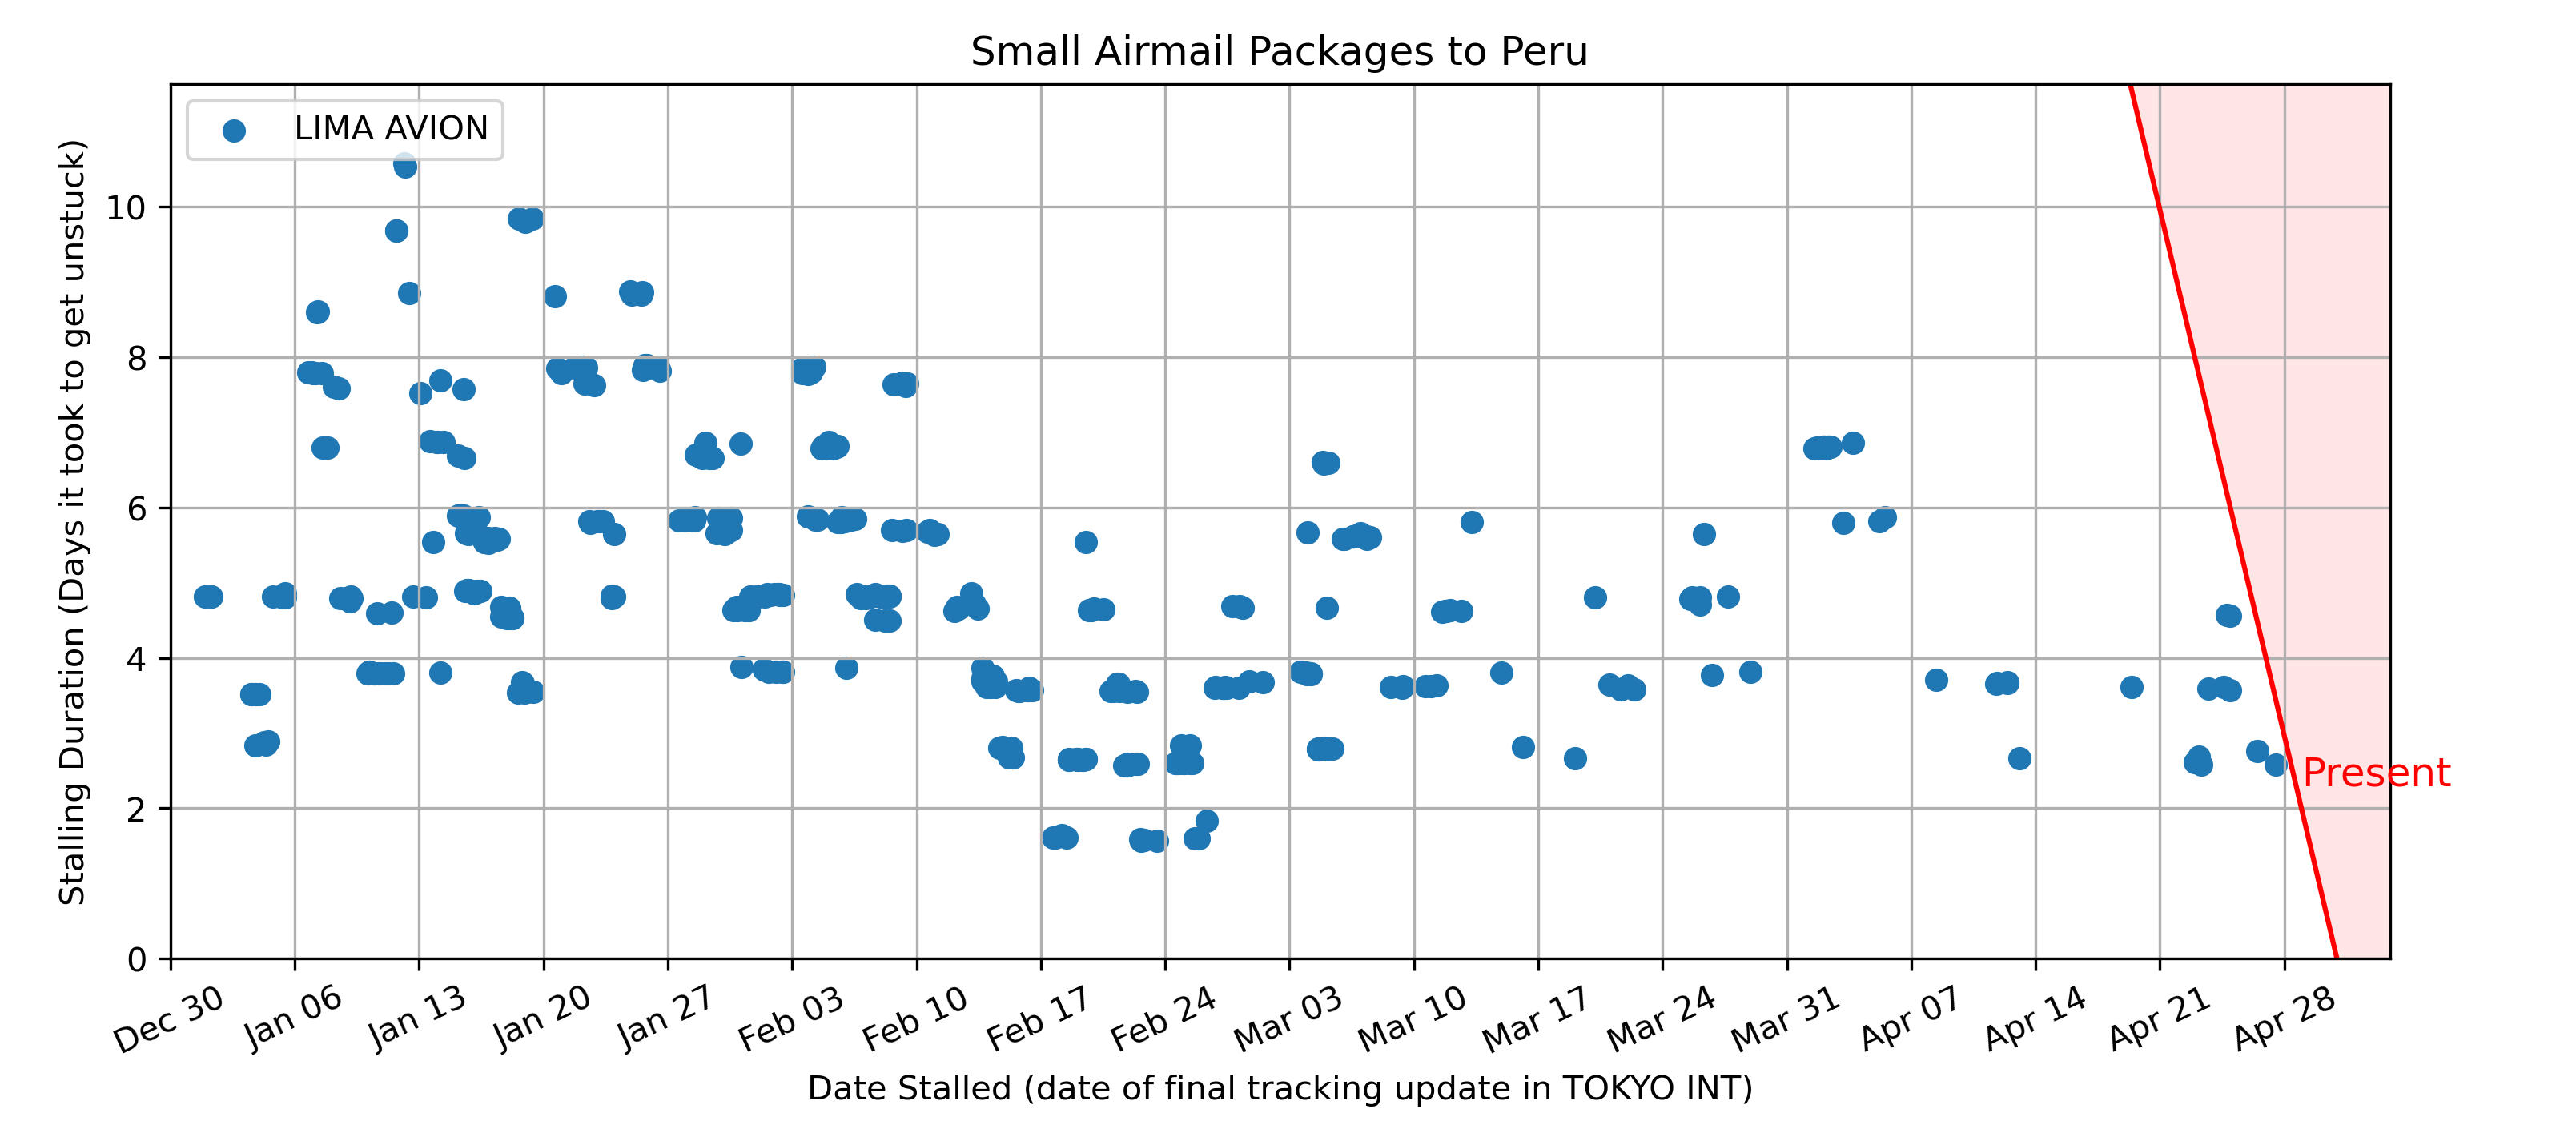 Small Airmail Packages to Peru
LIMA AVION
Stalling Duration (Days it took to get unstuck)
10
8
6
4
2
0
Present
Dec 30
Jan 06
Jan 13
Jan 20
Jan 27
Feb 03
Feb 10
Feb 17
Feb 24
Mar 03
Mar 10
Mar 17
Mar 24
Mar 31
Apr 07
Apr 14
Apr 21
Apr 28
Date Stalled (date of final tracking update in TOKYO INT)